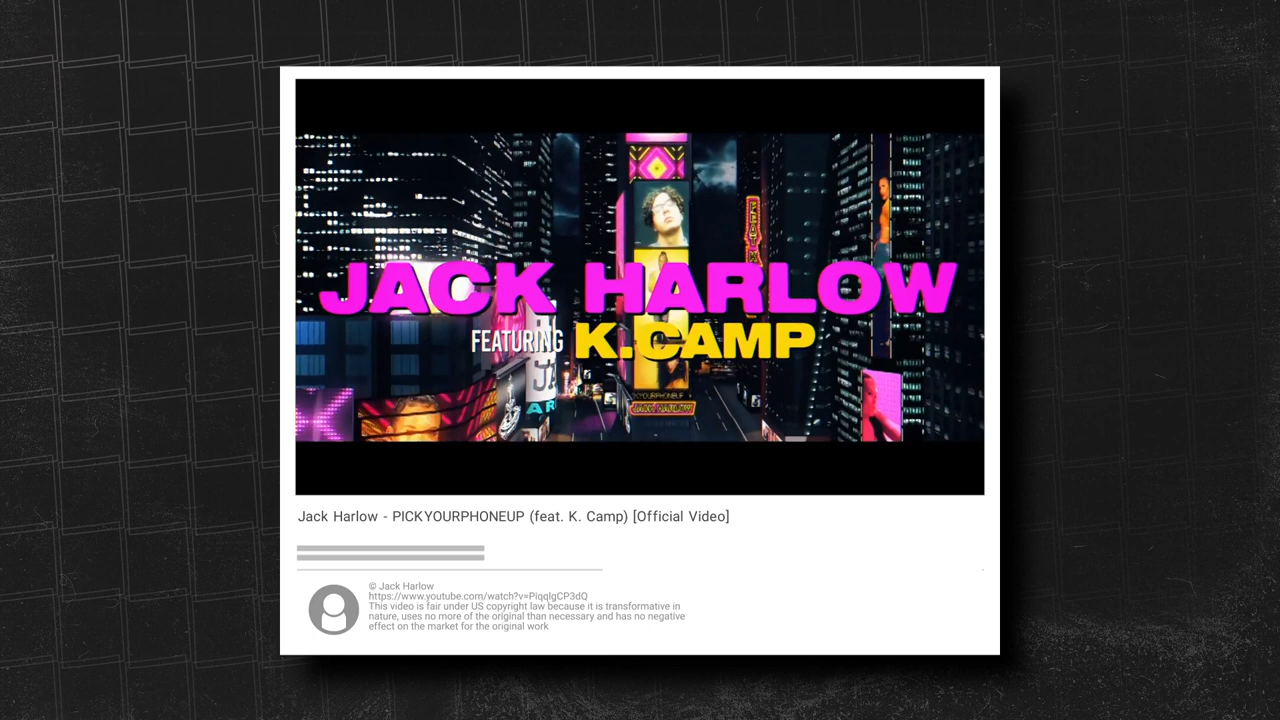 JACK HARLOW
FEATURING K.CAMP
Jack Harlow - PICKYOURPHONEUP (feat. K. Camp) [Official Video]
© Jack Harlow
https://www.youtube.com/watch?v=PiqqIgCP3dQ
This video is fair under US copyright law because it is transformative in
nature, uses no more of the original than necessary and has no negative
effect on the market for the original work